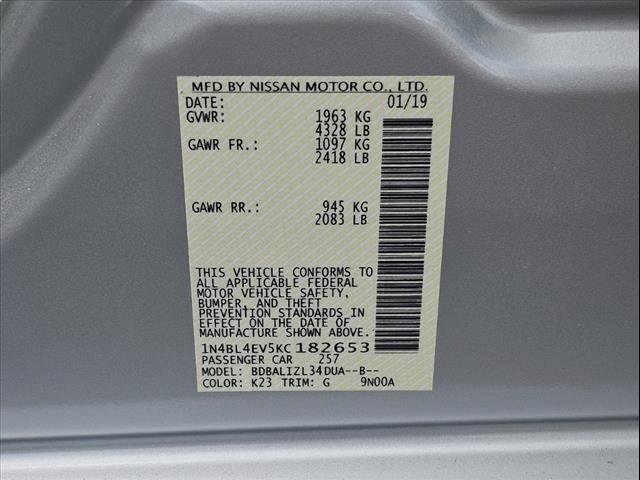 MFD BY NISSAN MOTOR CO., LTD.
DATE: 01/19
GVWR: 1963 KG
4328 LB
GAWR FR.: 1097 KG
2418 LB
GAWR RR.: 945 KG
2083 LB
THIS VEHICLE CONFORMS TO
ALL APPLICABLE FEDERAL
MOTOR VEHICLE SAFETY,
BUMPER, AND THEFT
PREVENTION STANDARDS IN
EFFECT ON THE DATE OF
MANUFACTURE SHOWN ABOVE.
1N4BL4EV5KC 182653
PASSENGER CAR 257
MODEL: BDBALIZL34DUA--B--
COLOR: K23 TRIM: G 9N00A